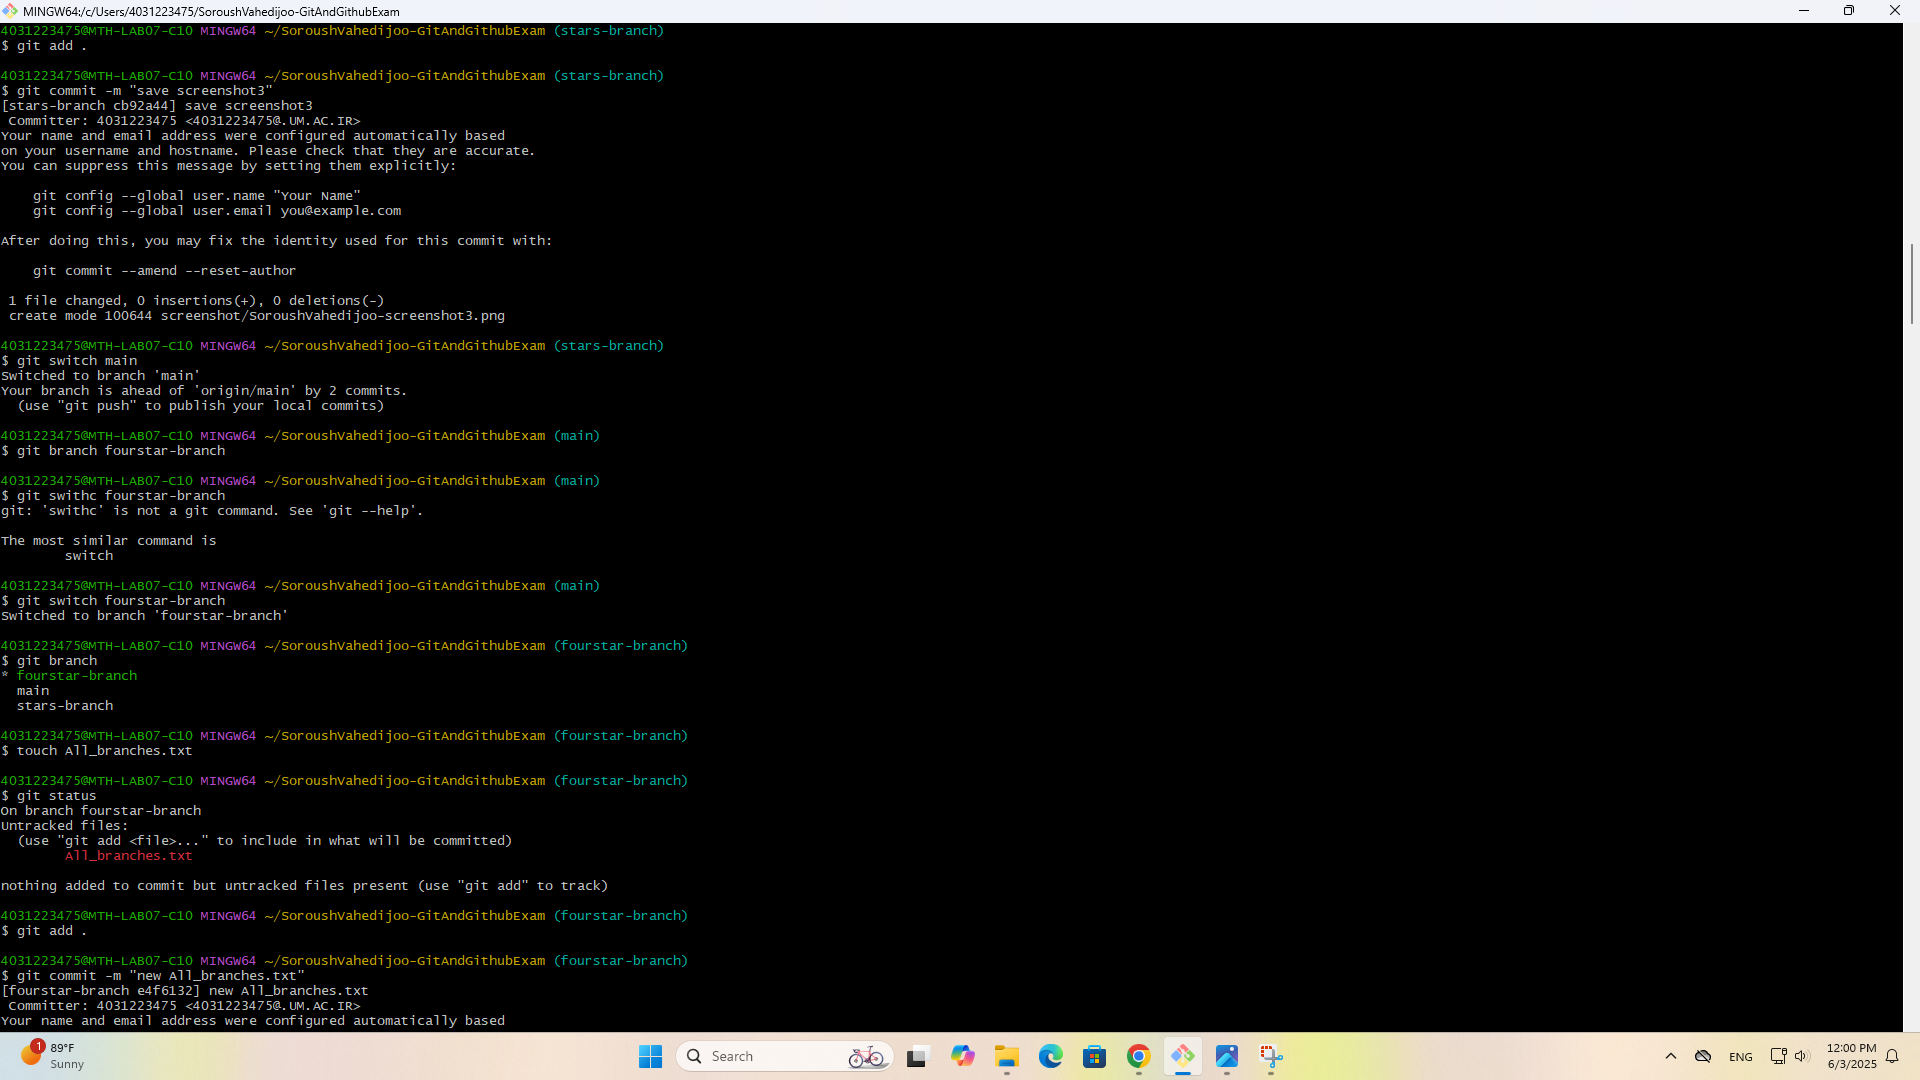 MINGW64:/c/Users/4031223475/SoroushVahedijoo-GitAndGithubExam
4031223475@MTH-LAB07-C10 MINGW64 ~/SoroushVahedijoo-GitAndGithubExam (stars-branch)
$ git add .
4031223475@MTH-LAB07-C10 MINGW64 ~/SoroushVahedijoo-GitAndGithubExam (stars-branch)
$ git commit -m "save screenshot3"
[stars-branch cb92a44] save screenshot3
 Committer: 4031223475 <4031223475@.UM.AC.IR>
Your name and email address were configured automatically based
on your username and hostname. Please check that they are accurate.
You can suppress this message by setting them explicitly:
    git config --global user.name "Your Name"
    git config --global user.email you@example.com
After doing this, you may fix the identity used for this commit with:
    git commit --amend --reset-author
 1 file changed, 0 insertions(+), 0 deletions(-)
 create mode 100644 screenshot/SoroushVahedijoo-screenshot3.png
4031223475@MTH-LAB07-C10 MINGW64 ~/SoroushVahedijoo-GitAndGithubExam (stars-branch)
$ git switch main
Switched to branch 'main'
Your branch is ahead of 'origin/main' by 2 commits.
  (use "git push" to publish your local commits)
4031223475@MTH-LAB07-C10 MINGW64 ~/SoroushVahedijoo-GitAndGithubExam (main)
$ git branch fourstar-branch
4031223475@MTH-LAB07-C10 MINGW64 ~/SoroushVahedijoo-GitAndGithubExam (main)
$ git swithc fourstar-branch
git: 'swithc' is not a git command. See 'git --help'.
The most similar command is
        switch
4031223475@MTH-LAB07-C10 MINGW64 ~/SoroushVahedijoo-GitAndGithubExam (main)
$ git switch fourstar-branch
Switched to branch 'fourstar-branch'
4031223475@MTH-LAB07-C10 MINGW64 ~/SoroushVahedijoo-GitAndGithubExam (fourstar-branch)
$ git branch
* fourstar-branch
  main
  stars-branch
4031223475@MTH-LAB07-C10 MINGW64 ~/SoroushVahedijoo-GitAndGithubExam (fourstar-branch)
$ touch All_branches.txt
4031223475@MTH-LAB07-C10 MINGW64 ~/SoroushVahedijoo-GitAndGithubExam (fourstar-branch)
$ git status
On branch fourstar-branch
Untracked files:
  (use "git add <file>..." to include in what will be committed)
        All_branches.txt
nothing added to commit but untracked files present (use "git add" to track)
4031223475@MTH-LAB07-C10 MINGW64 ~/SoroushVahedijoo-GitAndGithubExam (fourstar-branch)
$ git add .
4031223475@MTH-LAB07-C10 MINGW64 ~/SoroushVahedijoo-GitAndGithubExam (fourstar-branch)
$ git commit -m "new All_branches.txt"
[fourstar-branch e4f6132] new All_branches.txt
 Committer: 4031223475 <4031223475@.UM.AC.IR>
Your name and email address were configured automatically based
1
89°F
Sunny
Search
ENG
12:00 PM
6/3/2025